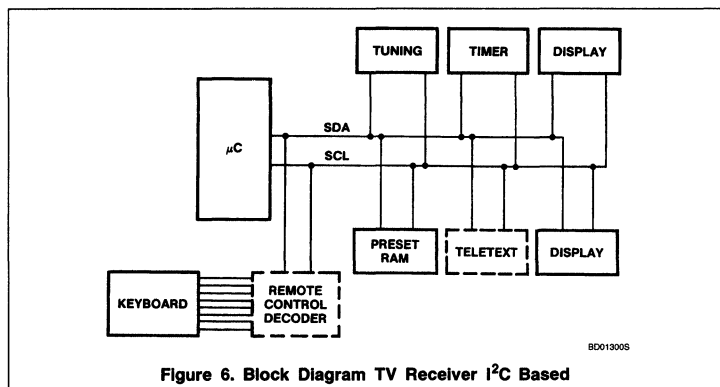 TUNING
TIMER
DISPLAY
μC
SDA
SCL
PRESET
RAM
TELETEXT
DISPLAY
KEYBOARD
REMOTE
CONTROL
DECODER
BD01300S
Figure 6. Block Diagram TV Receiver I²C Based